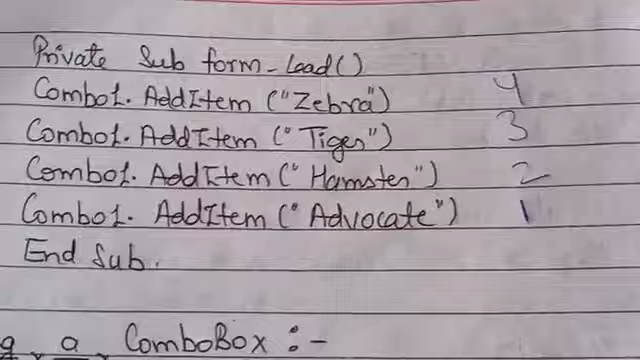 Private Sub form_Load()
Combo1. AddItem ("Zebra") 4
Combo1. AddItem ("Tiger") 3
Combo1. AddItem ("Hamster") 2
Combo1. AddItem ("Advocate") 1
End Sub.
g a ComboBox :-